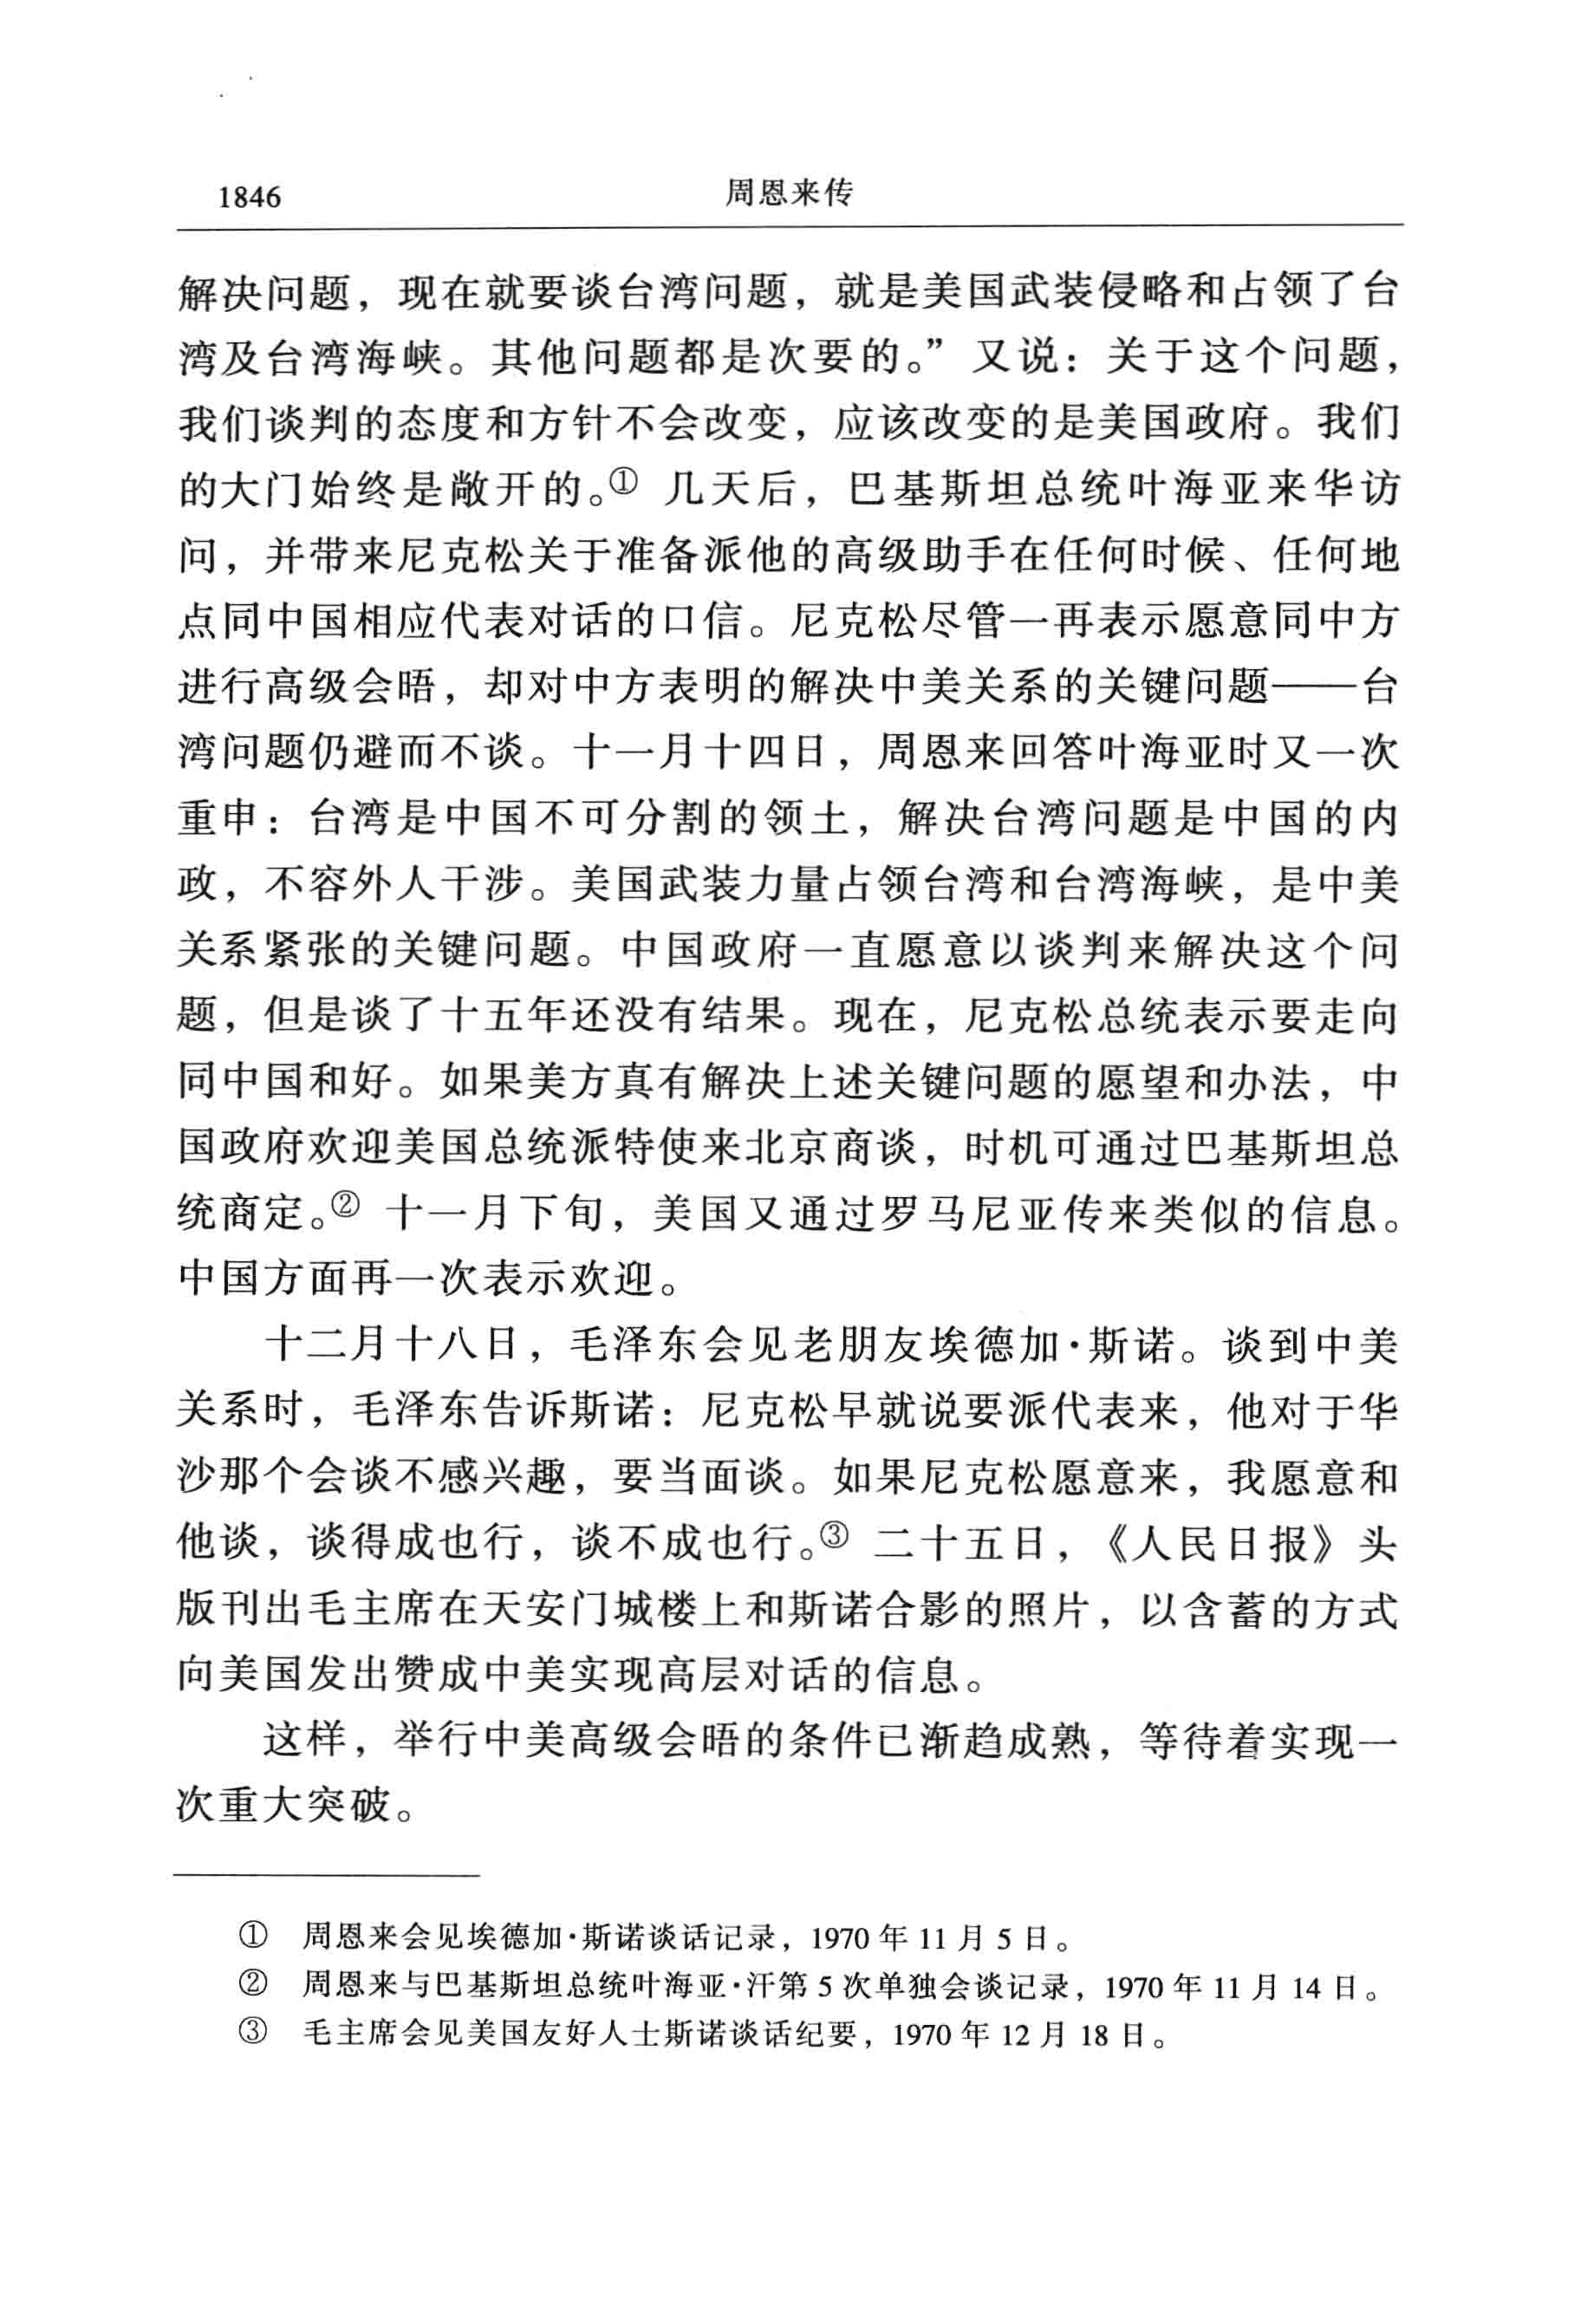 1846
周恩来传
解决问题，现在就要谈台湾问题，就是美国武装侵略和占领了台
湾及台湾海峡。其他问题都是次要的。”又说：关于这个问题，
我们谈判的态度和方针不会改变，应该改变的是美国政府。我们
的大门始终是敞开的。① 几天后，巴基斯坦总统叶海亚来华访
问，并带来尼克松关于准备派他的高级助手在任何时候、任何地
点同中国相应代表对话的口信。尼克松尽管一再表示愿意同中方
进行高级会晤，却对中方表明的解决中美关系的关键问题——台
湾问题仍避而不谈。十一月十四日，周恩来回答叶海亚时又一次
重申：台湾是中国不可分割的领土，解决台湾问题是中国的内
政，不容外人干涉。美国武装力量占领台湾和台湾海峡，是中美
关系紧张的关键问题。中国政府一直愿意以谈判来解决这个问
题，但是谈了十五年还没有结果。现在，尼克松总统表示要走向
同中国和好。如果美方真有解决上述关键问题的愿望和办法，中
国政府欢迎美国总统派特使来北京商谈，时机可通过巴基斯坦总
统商定。② 十一月下旬，美国又通过罗马尼亚传来类似的信息。
中国方面再一次表示欢迎。
十二月十八日，毛泽东会见老朋友埃德加·斯诺。谈到中美
关系时，毛泽东告诉斯诺：尼克松早就说要派代表来，他对于华
沙那个会谈不感兴趣，要当面谈。如果尼克松愿意来，我愿意和
他谈，谈得成也行，谈不成也行。③ 二十五日，《人民日报》头
版刊出毛主席在天安门城楼上和斯诺合影的照片，以含蓄的方式
向美国发出赞成中美实现高层对话的信息。
这样，举行中美高级会晤的条件已渐趋成熟，等待着实现一
次重大突破。
① 周恩来会见埃德加·斯诺谈话记录，1970 年 11 月 5 日。
② 周恩来与巴基斯坦总统叶海亚·汗第 5 次单独会谈记录，1970 年 11 月 14 日。
③ 毛主席会见美国友好人士斯诺谈话纪要，1970 年 12 月 18 日。